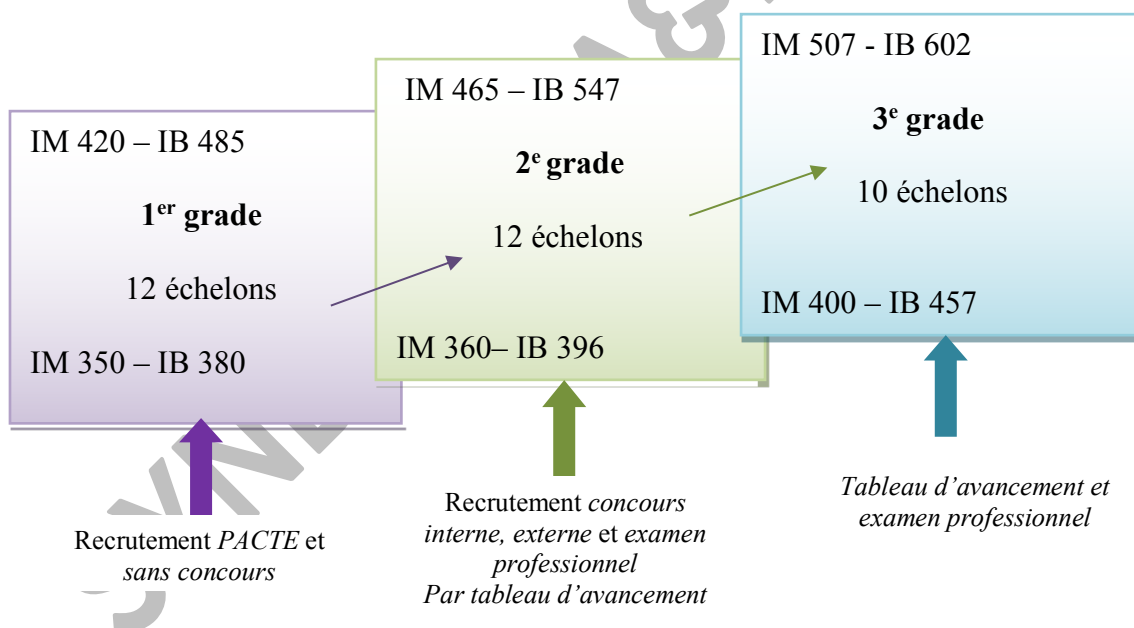 IM 420 – IB 485
1er grade
12 échelons
IM 350 – IB 380
Recrutement PACTE et
sans concours
IM 465 – IB 547
2e grade
12 échelons
IM 360– IB 396
Recrutement concours
interne, externe et examen
professionnel
Par tableau d’avancement
IM 507 - IB 602
3e grade
10 échelons
IM 400 – IB 457
Tableau d’avancement et
examen professionnel